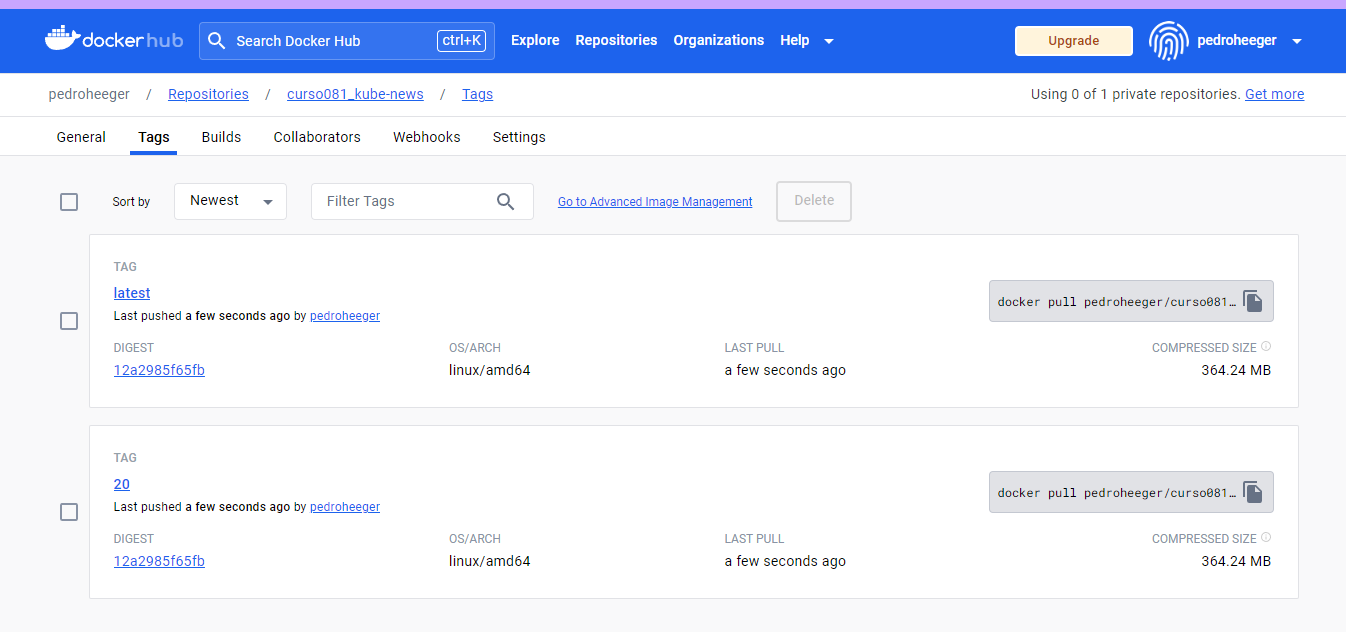 docker hub Search Docker Hub ctrl+K Explore Repositories Organizations Help Upgrade pedroheeger
pedroheeger / Repositories / curso081_kube-news / Tags Using 0 of 1 private repositories. Get more
General Tags Builds Collaborators Webhooks Settings
Sort by Newest Filter Tags Go to Advanced Image Management Delete
TAG
latest
docker pull pedroheeger/curso081…
Last pushed a few seconds ago by pedroheeger
DIGEST OS/ARCH LAST PULL COMPRESSED SIZE
12a2985f65fb linux/amd64 a few seconds ago 364.24 MB
TAG
20
docker pull pedroheeger/curso081…
Last pushed a few seconds ago by pedroheeger
DIGEST OS/ARCH LAST PULL COMPRESSED SIZE
12a2985f65fb linux/amd64 a few seconds ago 364.24 MB